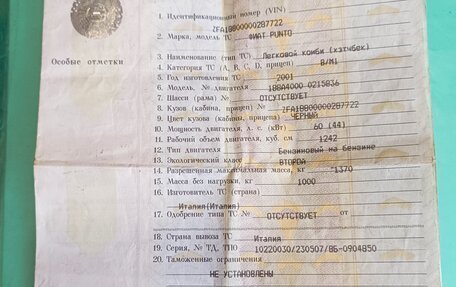 1. Идентификационный номер (VIN)
ZFA18800000287722
2. Марка, модель ТС ФИАТ PUNTO
3. Наименование (тип ТС) Легковой комби (хэтчбек)
Особые отметки
4. Категория ТС (A, B, C, D, прицеп) B/M1
5. Год изготовления ТС 2001
6. Модель, № двигателя 188A4000 0215836
7. Шасси (рама) № ОТСУТСТВУЕТ
8. Кузов (кабина, прицеп) № ZFA18800000287722
9. Цвет кузова (кабины, прицепа) ЧЕРНЫЙ
10. Мощность двигателя, л. с. (кВт) 60 (44)
11. Рабочий объем двигателя, куб. см 1242
12. Тип двигателя Бензиновый на бензине
13. Экологический класс ВТОРОЙ
14. Разрешенная максимальная масса, кг 1370
15. Масса без нагрузки, кг 1000
16. Изготовитель ТС (страна)
Италия(Италия)
17. Одобрение типа ТС № ОТСУТСТВУЕТ от
18. Страна вывоза ТС Италия
19. Серия, № ТД, ТПО 10220030/230507/ВБ-0904850
20. Таможенные ограничения
НЕ УСТАНОВЛЕНЫ